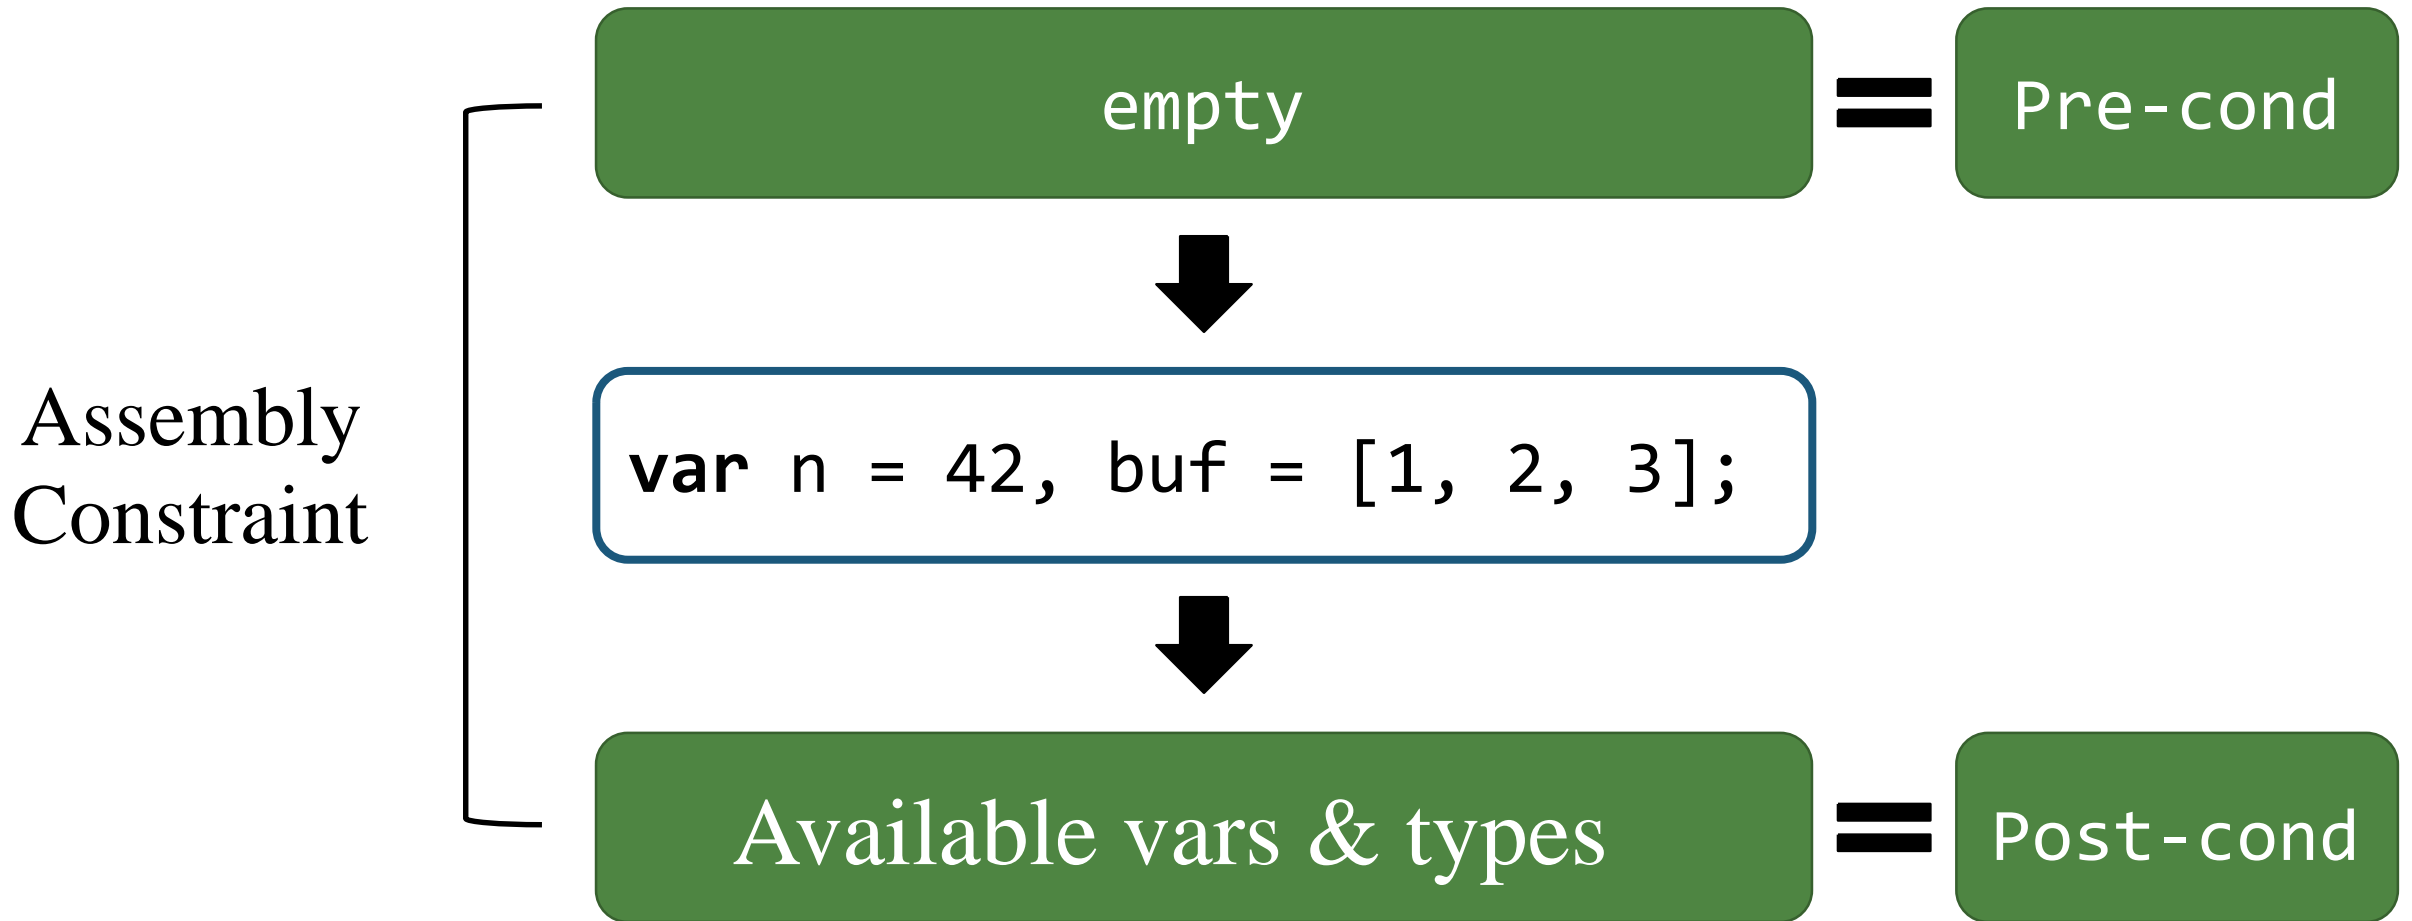 empty
Pre-cond
Assembly
Constraint
var n = 42, buf = [1, 2, 3];
Available vars & types
Post-cond